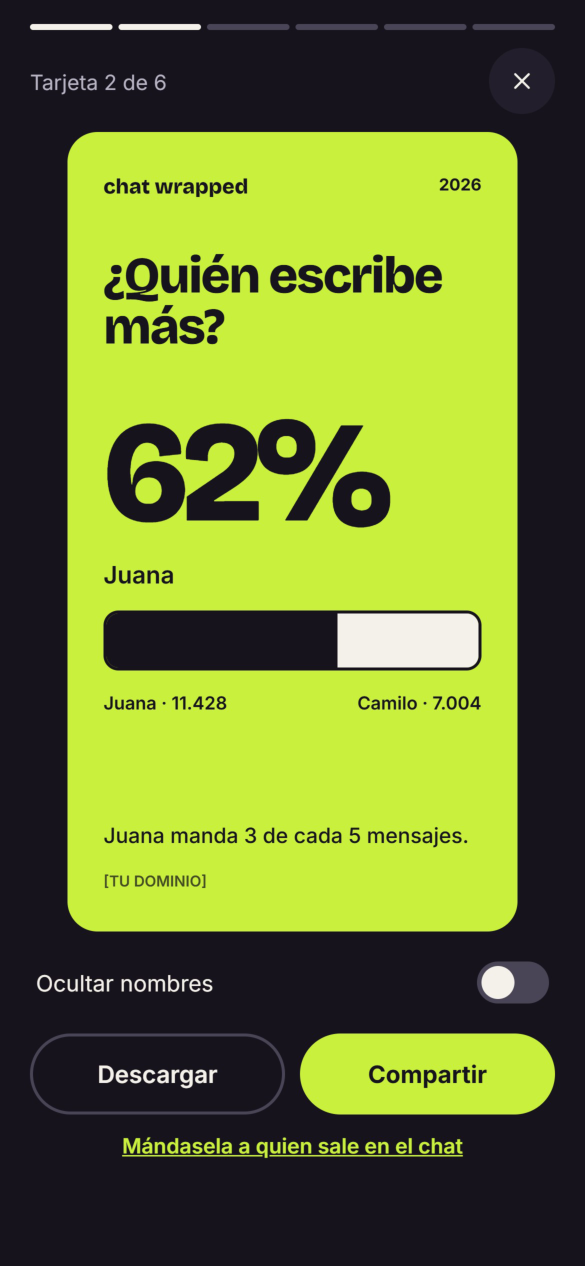 Tarjeta 2 de 6
chat wrapped
2026
¿Quién escribe
más?
62%
Juana
Juana · 11.428
Camilo · 7.004
Juana manda 3 de cada 5 mensajes.
[TU DOMINIO]
Ocultar nombres
Descargar
Compartir
Mándasela a quien sale en el chat